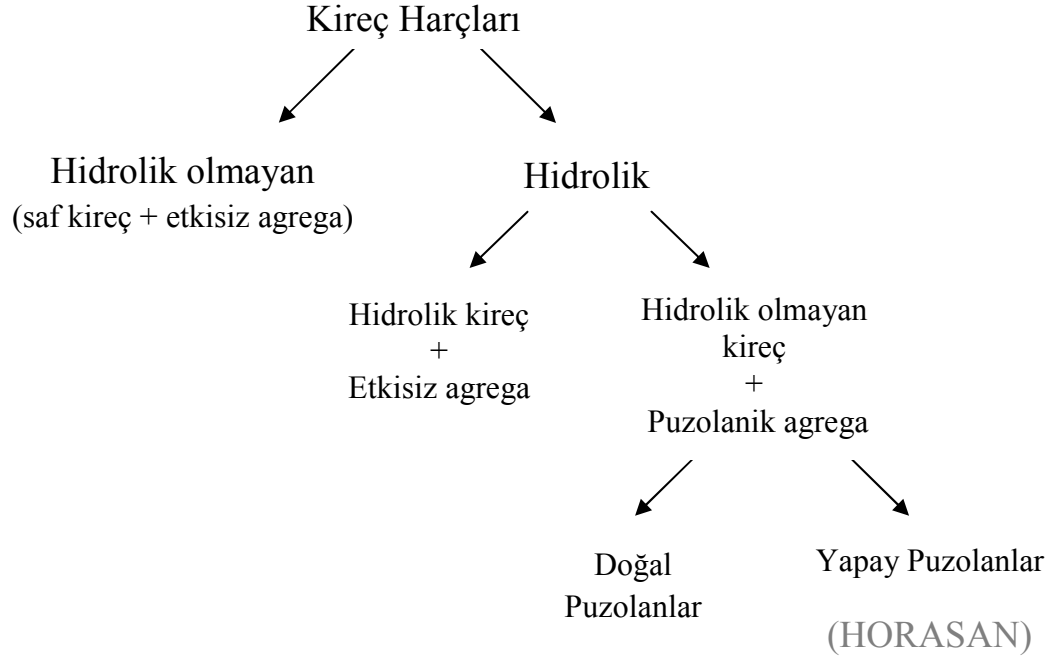 Kireç Harçları
Hidrolik olmayan
(saf kireç + etkisiz agrega)
Hidrolik
Hidrolik kireç
+
Etkisiz agrega
Hidrolik olmayan
kireç
+
Puzolanik agrega
Doğal
Puzolanlar
Yapay Puzolanlar
(HORASAN)